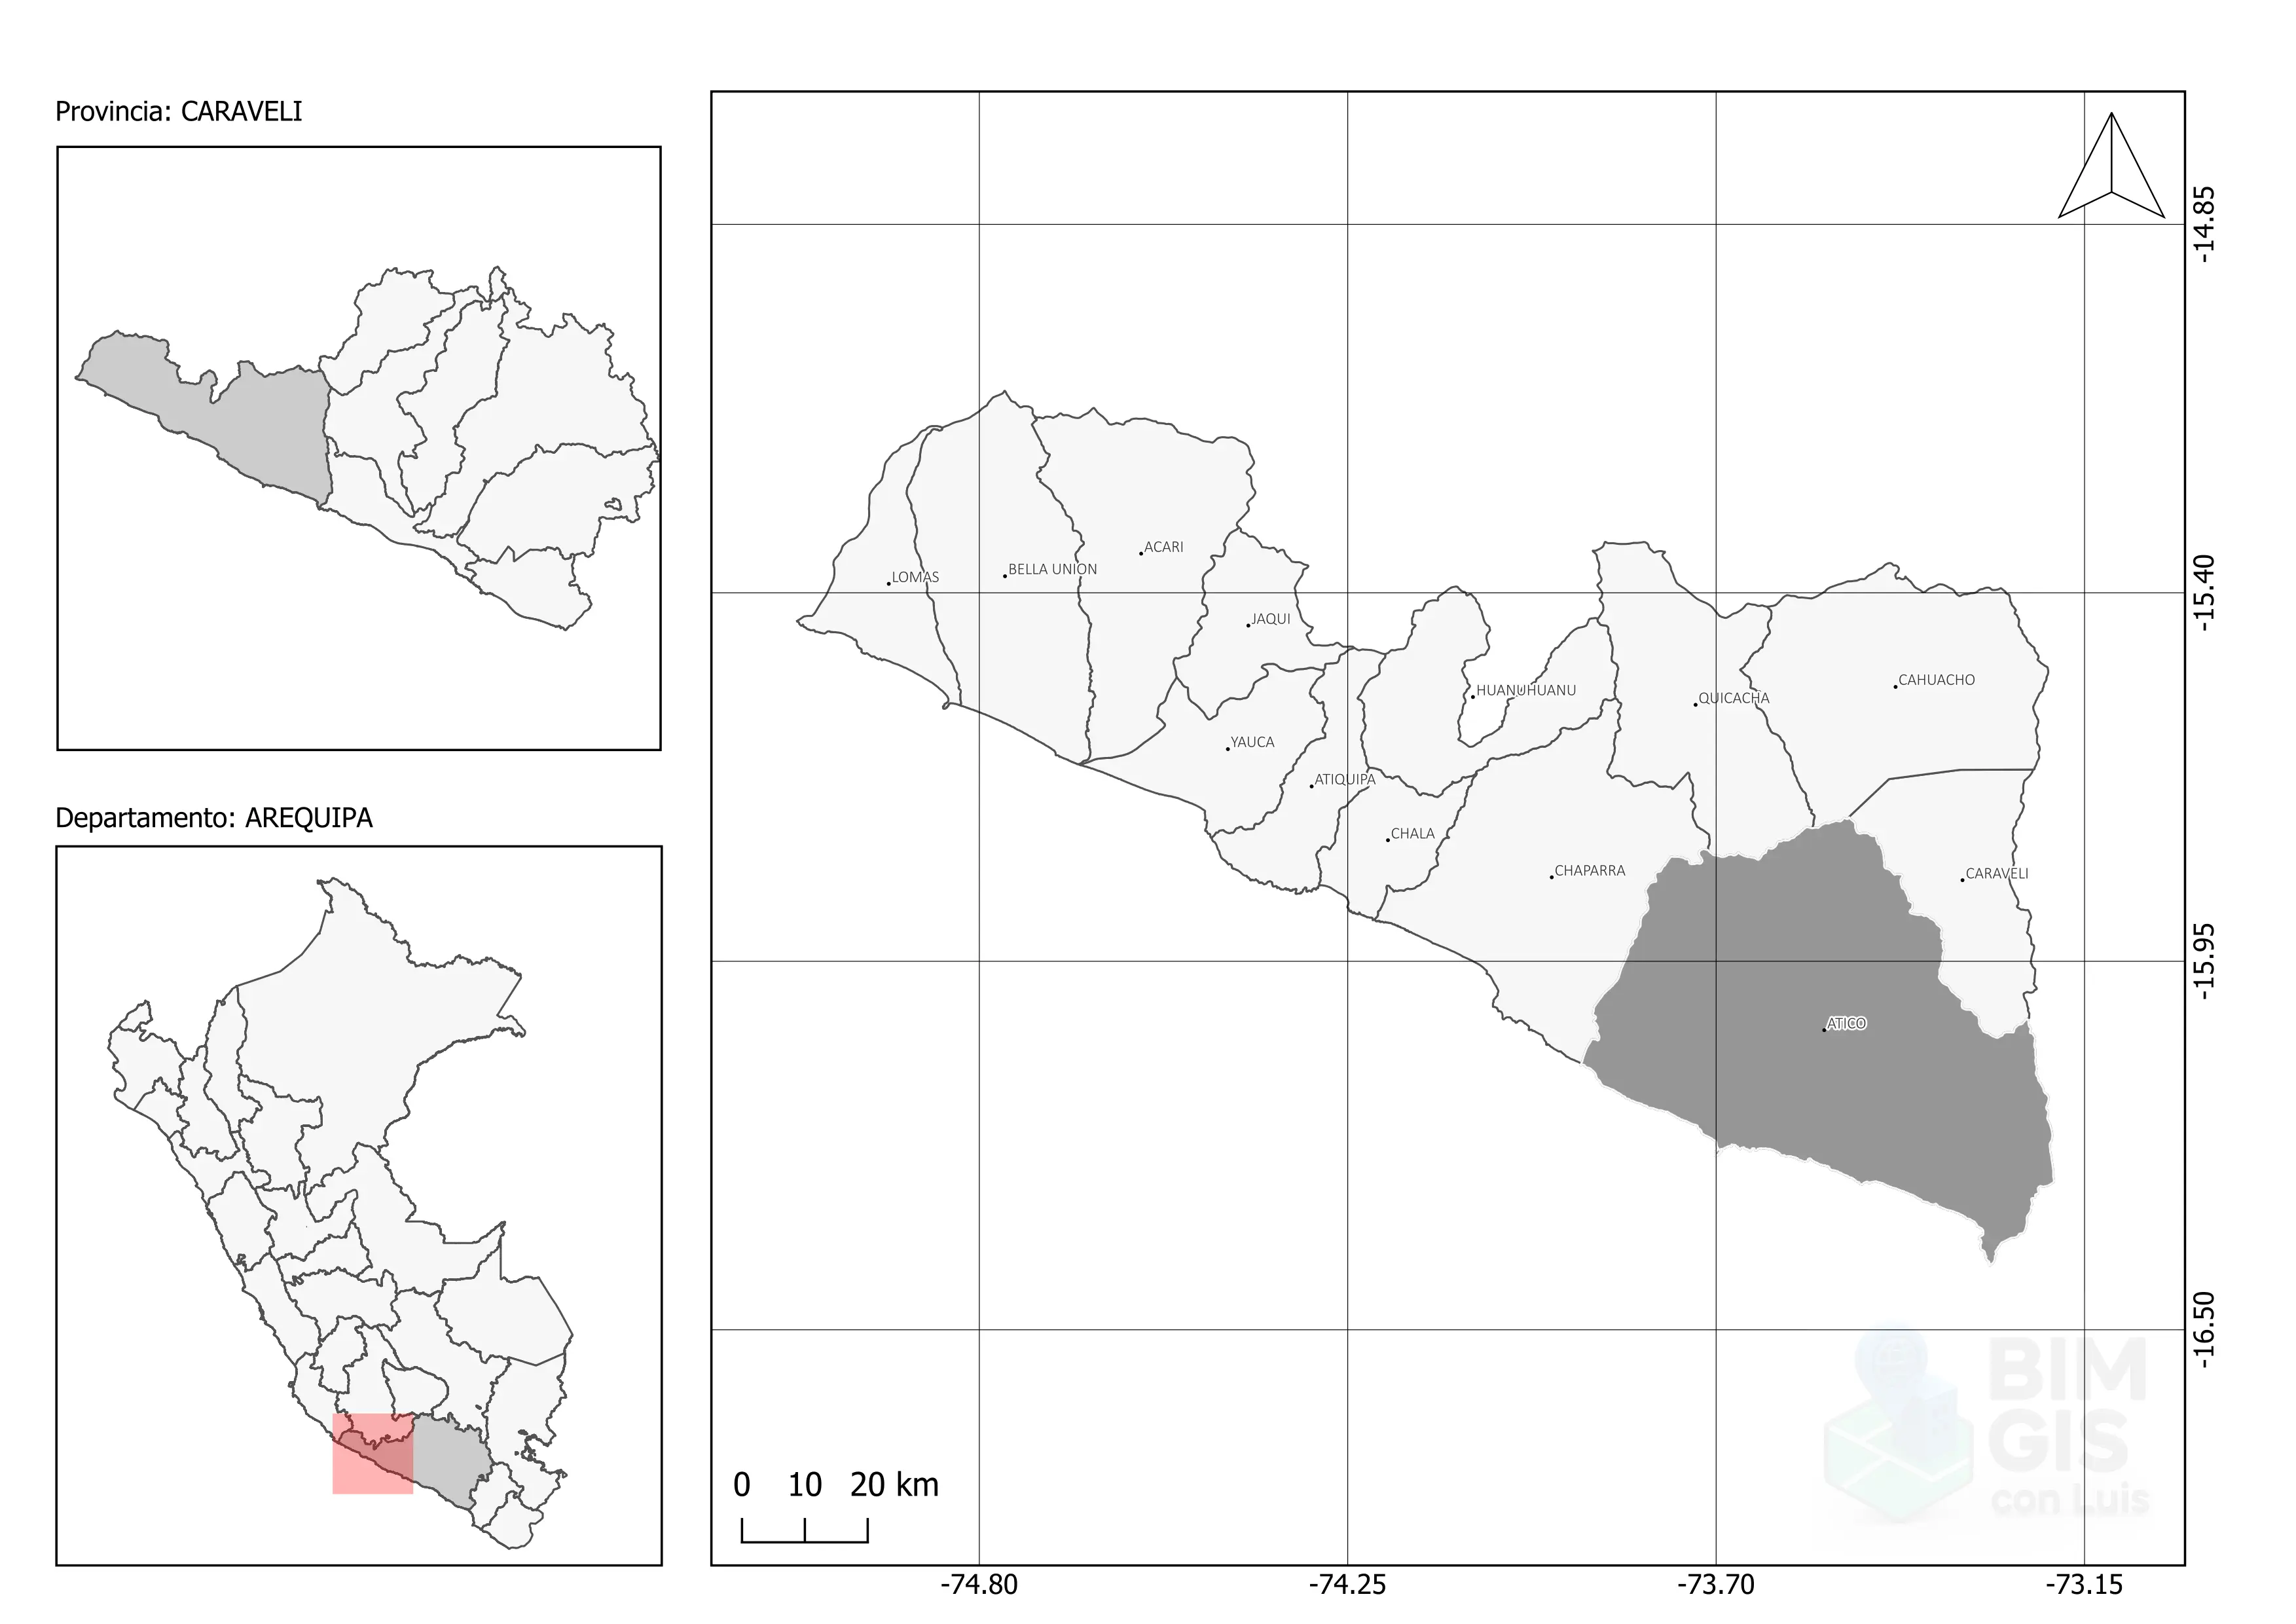 Provincia: CARAVELI
Departamento: AREQUIPA
-14.85
ACARI
BELLA UNION
LOMAS
-15.40
JAQUI
CAHUACHO
HUANUHUANU
QUICACHA
YAUCA
ATIQUIPA
CHALA
CHAPARRA
CARAVELI
-15.95
ATICO
-16.50
BIM
GIS
con Luis
0 10 20 km
-74.80 -74.25 -73.70 -73.15